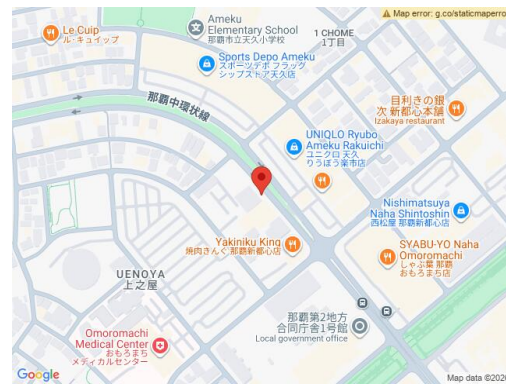 Le Cuip
ル・キュイップ
Ameku
Elementary School
那覇市立天久小学校
1 CHOME
1丁目
Map error: g.co/staticmaperro
Sports Depo Ameku
スポーツデポ フラッグ
シップストア天久店
那覇中環状線
目利きの銀
次 新都心本舗
Izakaya restaurant
UNIQLO Ryubo
Ameku Rakuichi
ユニクロ 天久
りうぼう楽市店
Nishimatsuya
Naha Shintoshin
西松屋 那覇新都心店
Yakiniku King
焼肉きんぐ 那覇新都心店
SYABU-YO Naha
Omoromachi
しゃぶ葉 那覇
おもろまち店
UENOYA
上之屋
那覇第2地方
合同庁舎1号館
Local government office
Omoromachi
Medical Center
おもろまち
メディカルセンター
Google
Map data ©2026